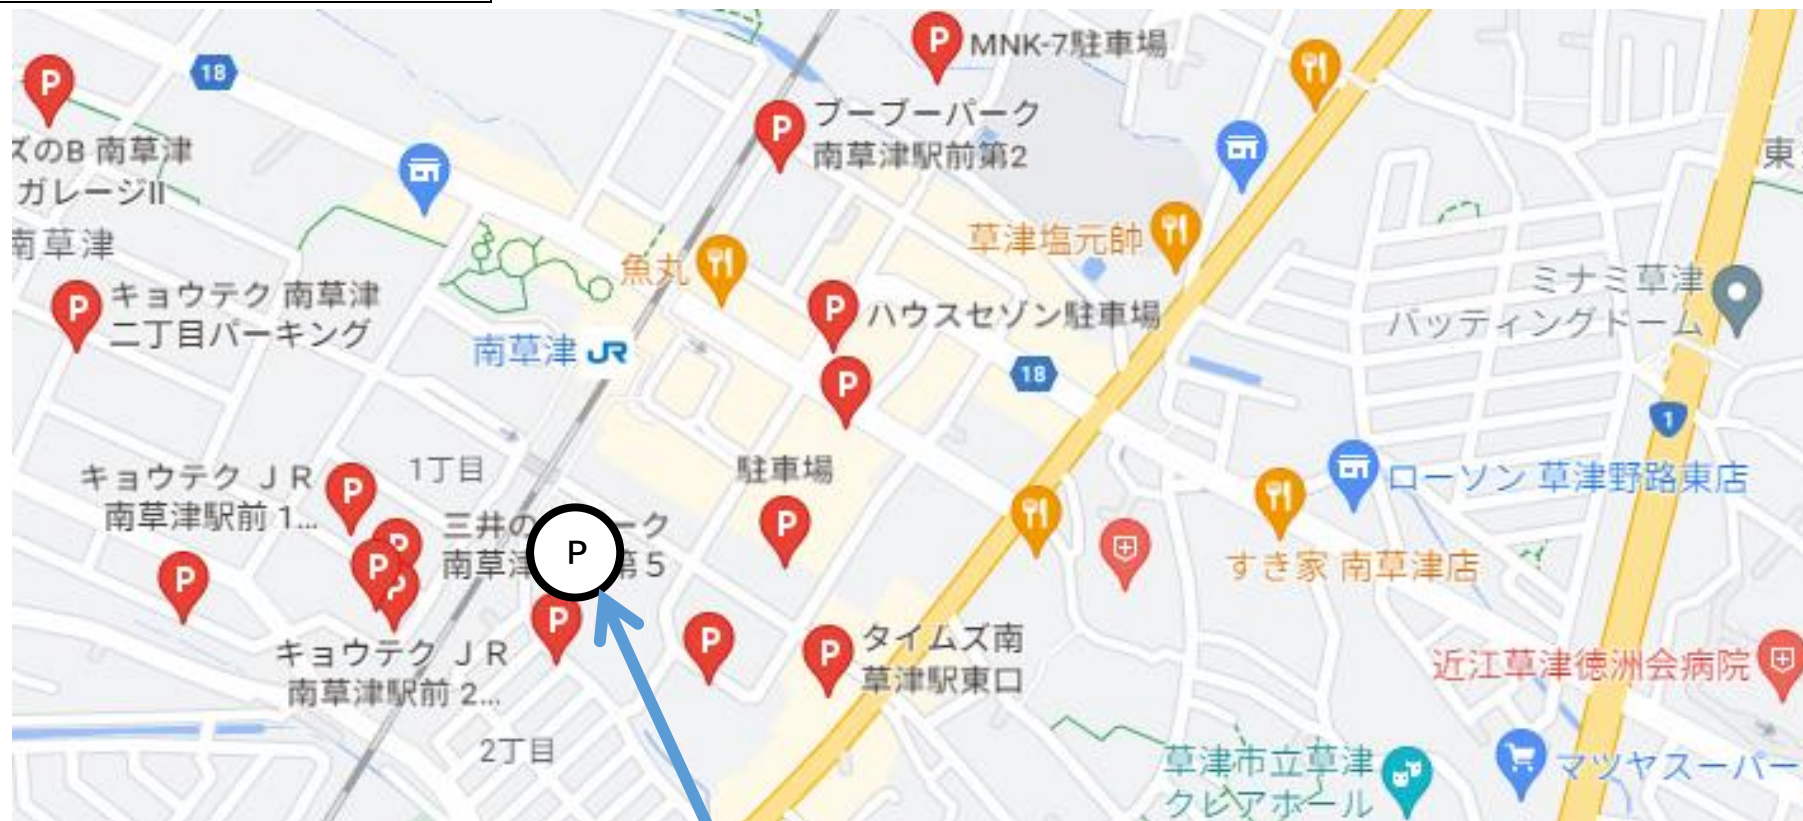 18
P
MNK-7駐車場
P
ブーブーパーク
南草津駅前第2
P
ズのB 南草津
ガレージII
南草津
草津塩元帥
魚丸
P
キョウテク 南草津
二丁目パーキング
P
ハウスセゾン駐車場
ミナミ草津
バッティングドーム
南草津 JR
P
18
1
1丁目
駐車場
P
キョウテク ＪＲ
南草津駅前 1...
P
ローソン 草津野路東店
すき家 南草津店
三井の
ーク
南草津
第５
P
P
P
P
P
P
P
タイムズ南
草津駅東口
キョウテク ＪＲ
南草津駅前 2...
近江草津徳洲会病院
2丁目
草津市立草津
クレアホール
マツヤスーパー
東